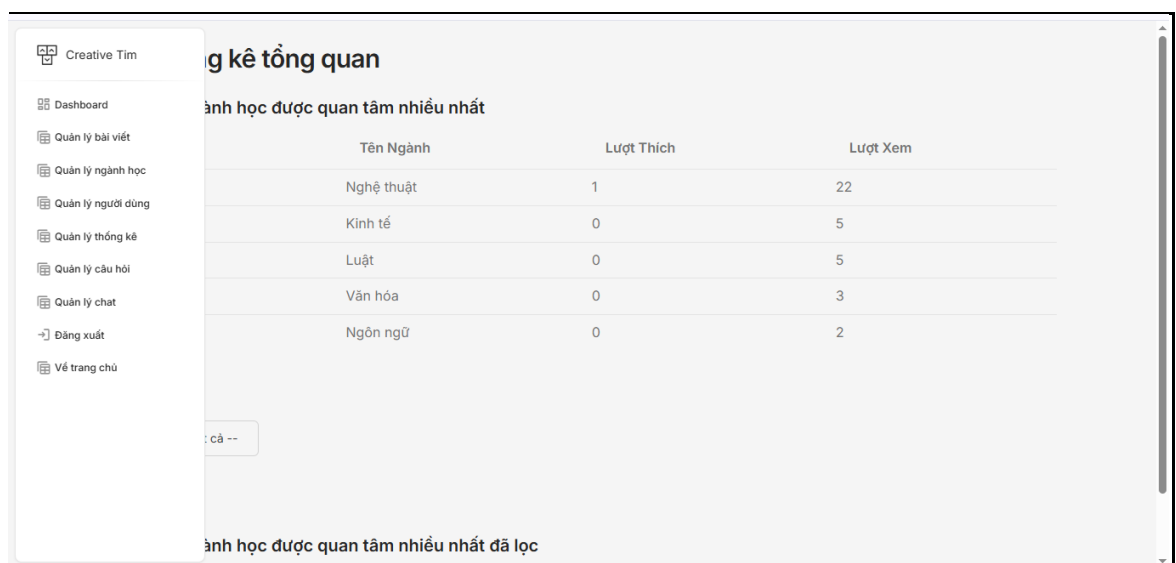 Creative Tim
Dashboard
Quản lý bài viết
Quản lý ngành học
Quản lý người dùng
Quản lý thống kê
Quản lý câu hỏi
Quản lý chat
Đăng xuất
Về trang chủ
kê tổng quan
học được quan tâm nhiều nhất
Tên Ngành Lượt Thích Lượt Xem
Nghệ thuật 1 22
Kinh tế 0 5
Luật 0 5
Văn hóa 0 3
Ngôn ngữ 0 2
cả --
học được quan tâm nhiều nhất đã lọc